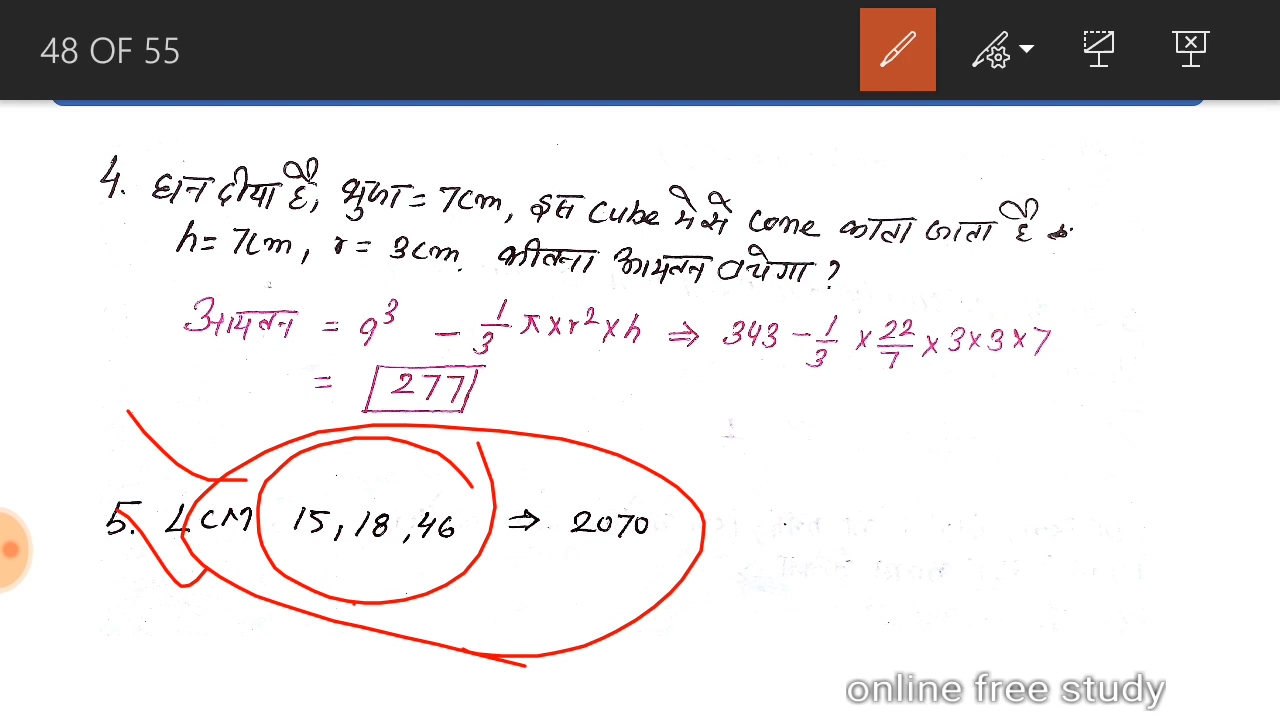 48 OF 55
4. घन दीया है, भुजा = 7cm, इस cube में से cone काटा जाता है
h = 7cm, r = 3cm. कीतना आयतन बचेगा ?
आयतन = a³ - 1/3 π × r² × h ⇒ 343 - 1/3 × 22/7 × 3 × 3 × 7
= 277
5. LCM 15, 18, 46 ⇒ 2070
online free study